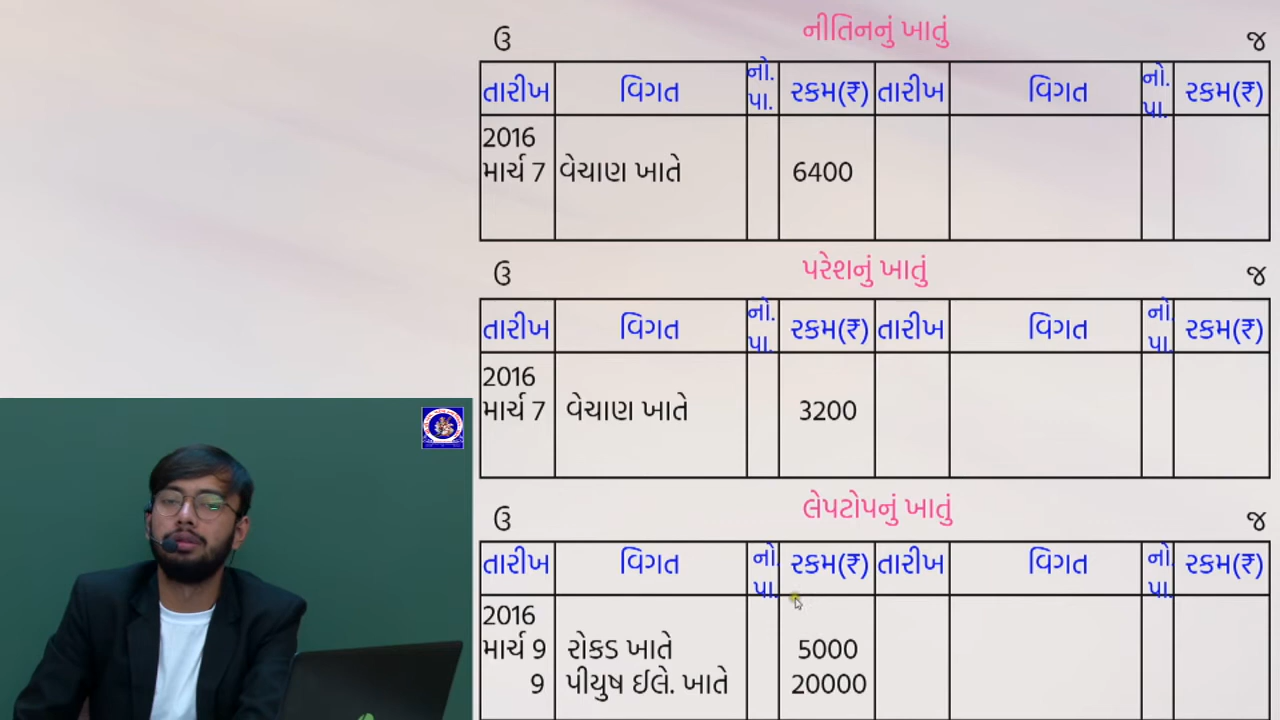 નીતિનનું ખાતું
ઉ જ
તારીખ વિગત નો. પા. રકમ(₹) તારીખ વિગત નો. પા. રકમ(₹)
2016
માર્ચ 7 વેચાણ ખાતે 6400
પરેશનું ખાતું
ઉ જ
તારીખ વિગત નો. પા. રકમ(₹) તારીખ વિગત નો. પા. રકમ(₹)
2016
માર્ચ 7 વેચાણ ખાતે 3200
લેપટોપનું ખાતું
ઉ જ
તારીખ વિગત નો. પા. રકમ(₹) તારીખ વિગત નો. પા. રકમ(₹)
2016
માર્ચ 9 રોકડ ખાતે 5000
9 પીયુષ ઈલે. ખાતે 20000